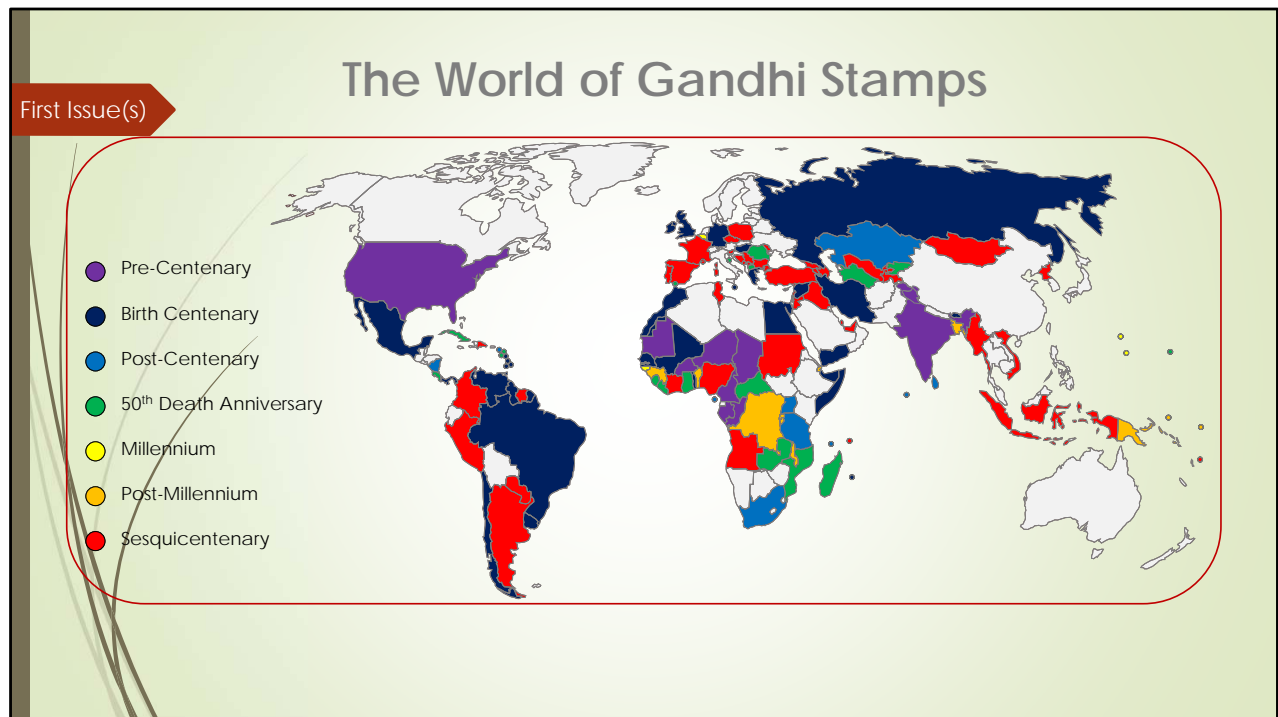 The World of Gandhi Stamps
First Issue(s)
Pre-Centenary
Birth Centenary
Post-Centenary
50th Death Anniversary
Millennium
Post-Millennium
Sesquicentenary